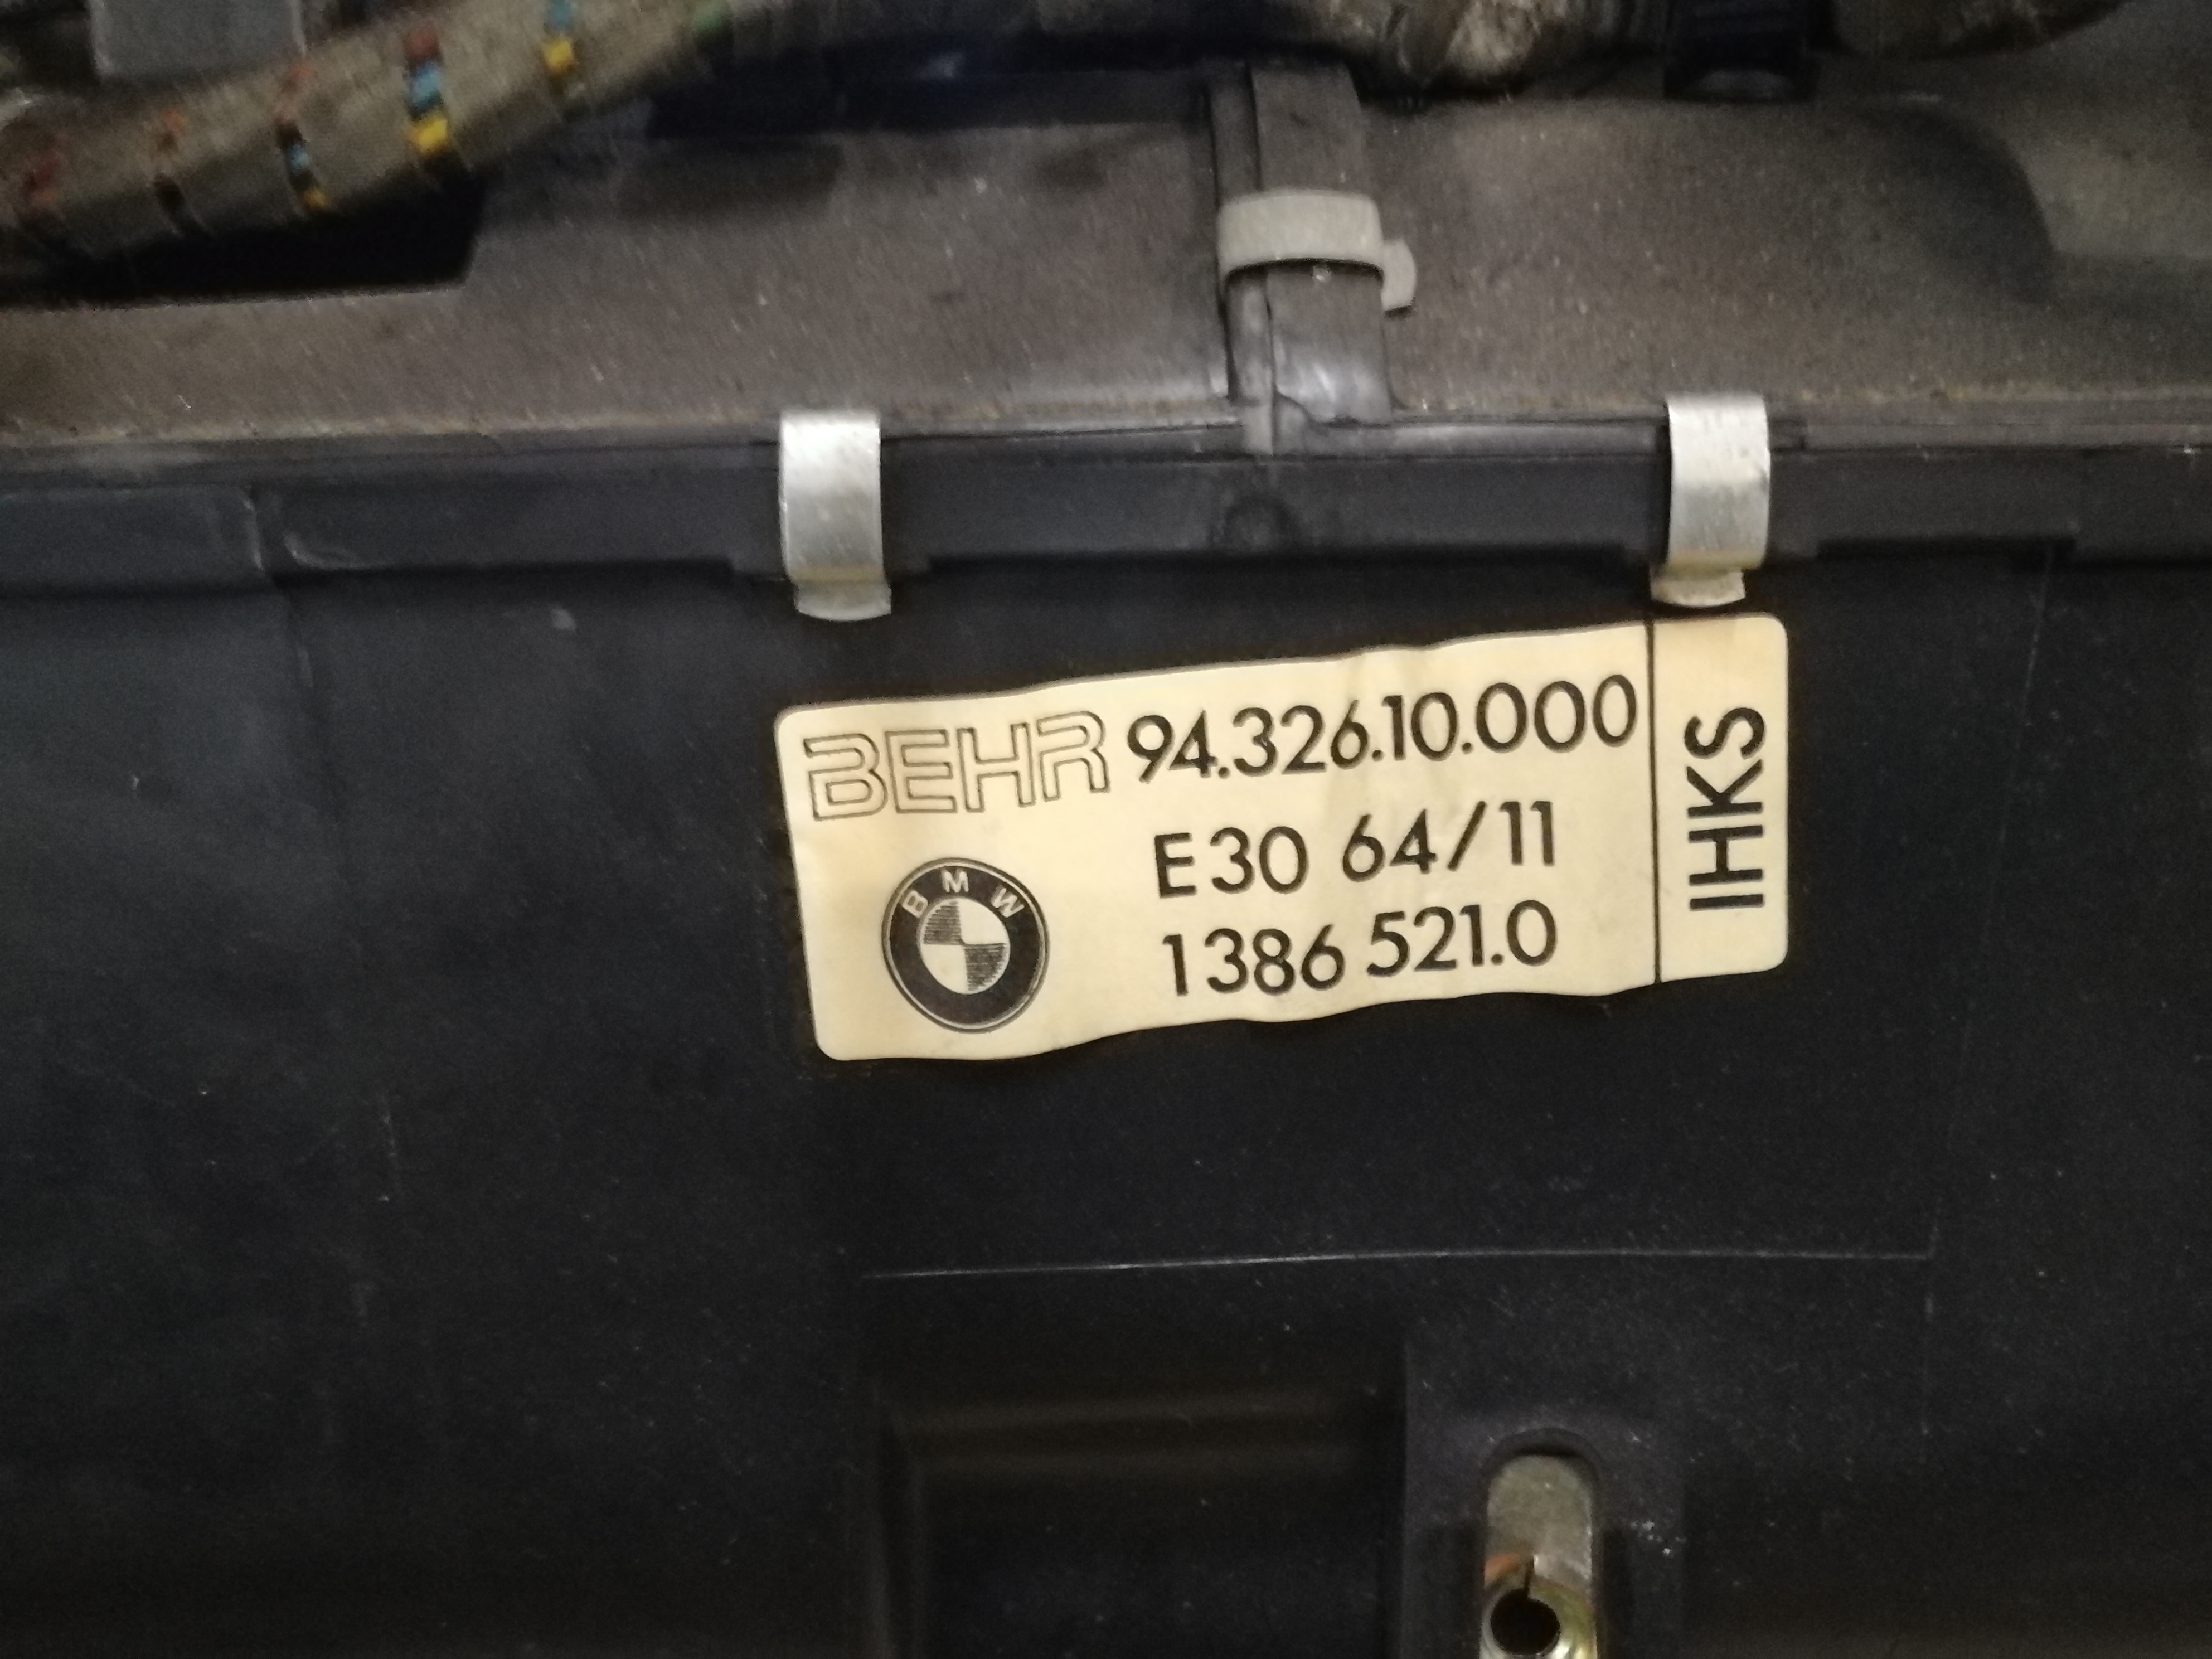 BEHR 94.326.10.000
E30 64/11
1386 521.0
BMW
IHKS